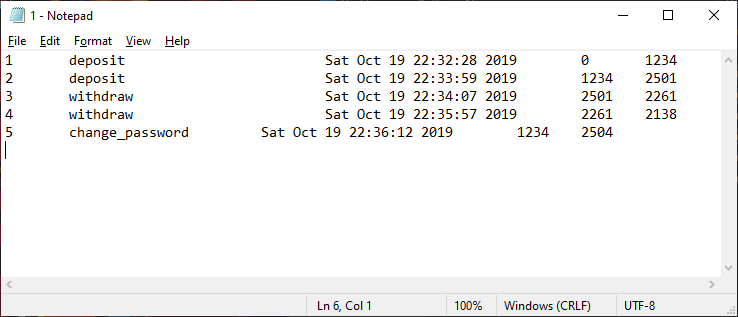 1 - Notepad
File Edit Format View Help
1 deposit Sat Oct 19 22:32:28 2019 0 1234
2 deposit Sat Oct 19 22:33:59 2019 1234 2501
3 withdraw Sat Oct 19 22:34:07 2019 2501 2261
4 withdraw Sat Oct 19 22:35:57 2019 2261 2138
5 change_password Sat Oct 19 22:36:12 2019 1234 2504
Ln 6, Col 1 100% Windows (CRLF) UTF-8